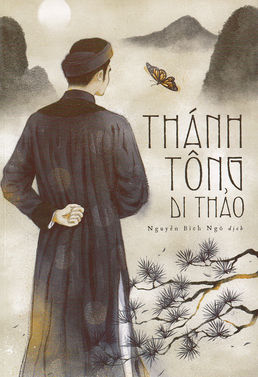 THÁNH
TÔNG
DI THẢO
Nguyễn Bích Ngô dịch